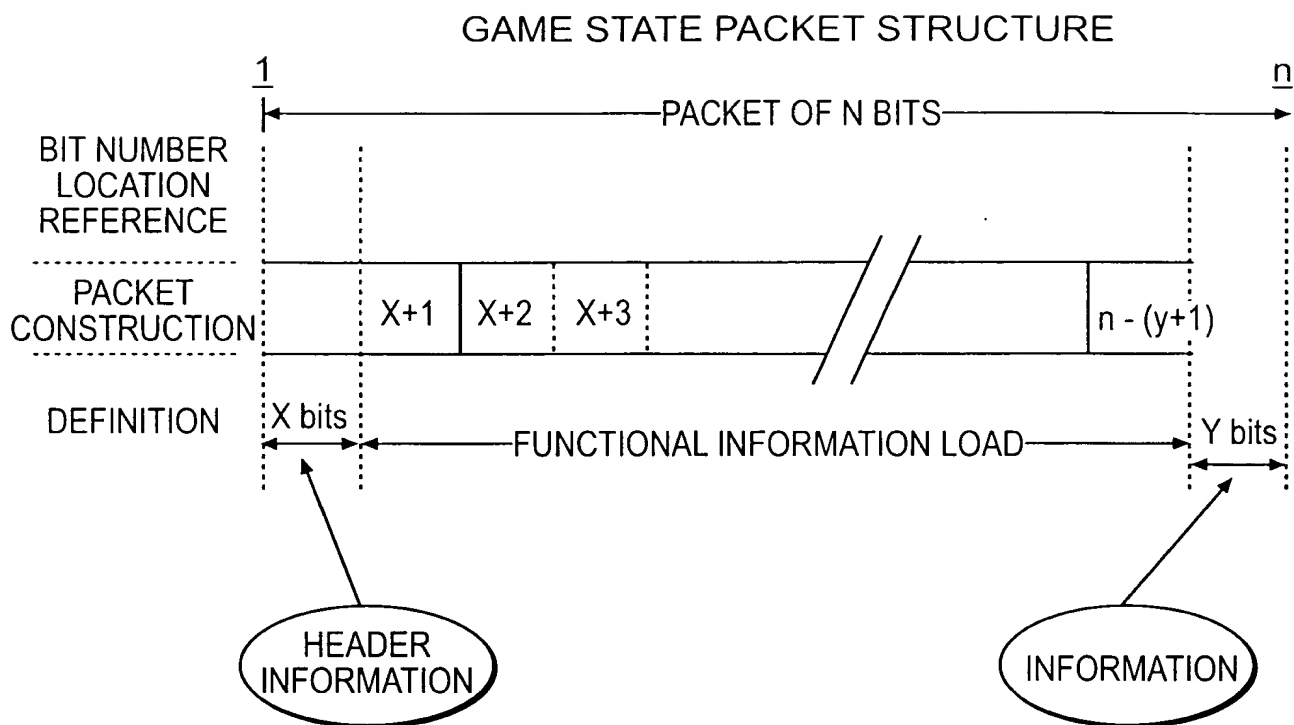 GAME STATE PACKET STRUCTURE
1
n
PACKET OF N BITS
BIT NUMBER
LOCATION
REFERENCE
PACKET
CONSTRUCTION
X+1
X+2
X+3
n - (y+1)
DEFINITION
X bits
FUNCTIONAL INFORMATION LOAD
Y bits
HEADER
INFORMATION
INFORMATION